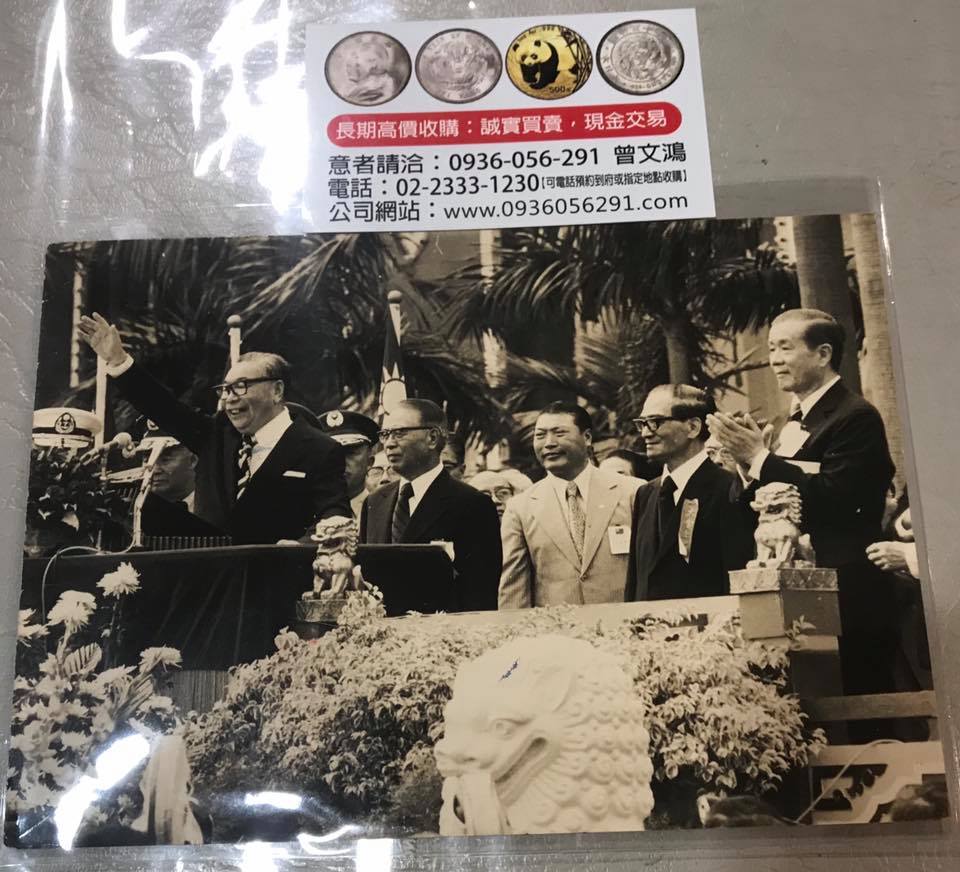 長期高價收購：誠實買賣，現金交易
意者請洽：0936-056-291 曾文鴻
電話：02-2333-1230【可電話預約到府或指定地點收購】
公司網站：www.0936056291.com